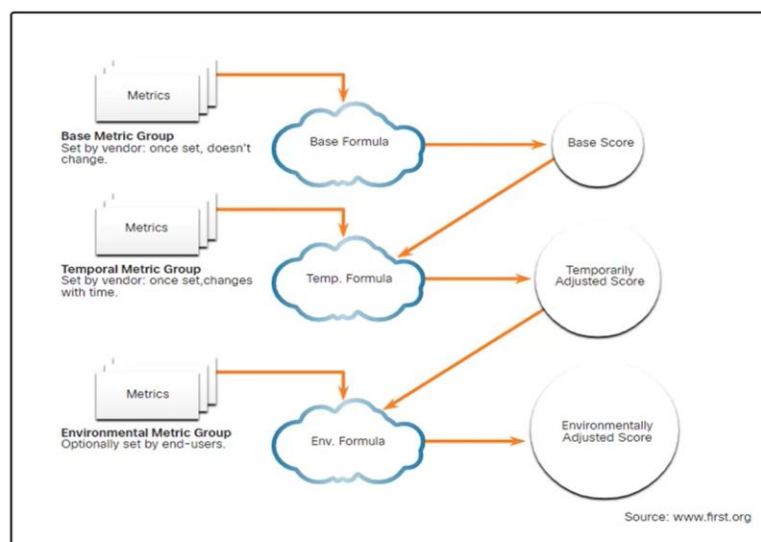 Metrics
Base Metric Group
Set by vendor: once set, doesn't
change.
Base Formula
Base Score
Metrics
Temporal Metric Group
Set by vendor: once set,changes
with time.
Temp. Formula
Temporarily
Adjusted Score
Metrics
Environmental Metric Group
Optionally set by end-users.
Env. Formula
Environmentally
Adjusted Score
Source: www.first.org